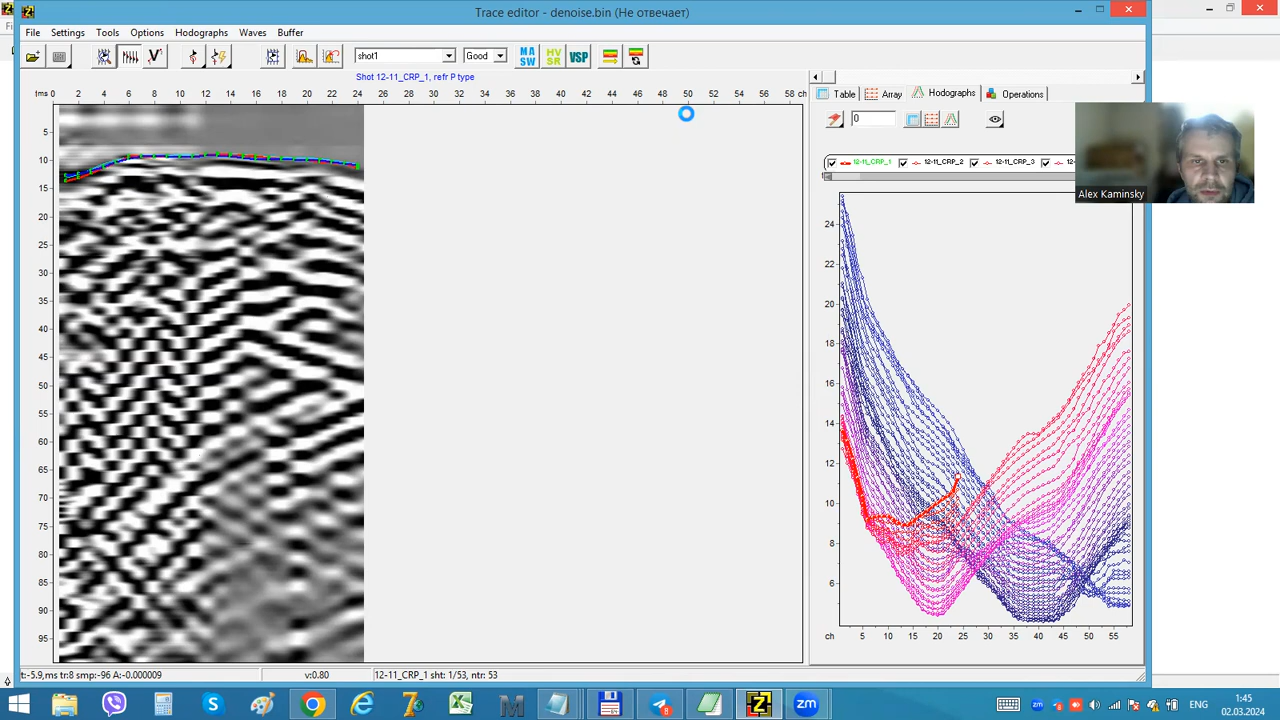 Trace editor - denoise.bin (Не отвечает)
File Settings Tools Options Hodographs Waves Buffer
shot1 Good MA SW HV SR VSP
Shot 12-11_CRP_1, refr P type
[ms 0 2 4 6 8 10 12 14 16 18 20 22 24 26 28 30 32 34 36 38 40 42 44 46 48 50 52 54 56 58 ch
5
10
15
20
25
30
35
40
45
50
55
60
65
70
75
80
85
90
95
Table Array Hodographs Operations
0
12-11_CRP_1 12-11_CRP_2 12-11_CRP_3
Alex Kaminsky
24
22
20
18
16
14
12
10
8
6
ch 5 10 15 20 25 30 35 40 45 50 55
t:-5.9,ms tr:8 smp:-96 A:-0.000009 v:0.80 12-11_CRP_1 sht: 1/53, ntr: 53
ENG
1:45
02.03.2024